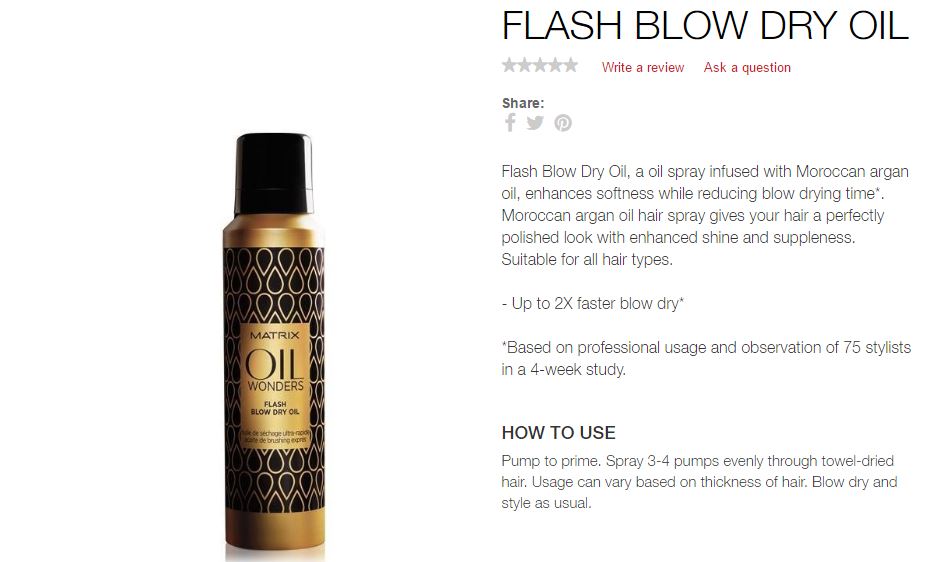 FLASH BLOW DRY OIL
Write a review Ask a question
Share:
Flash Blow Dry Oil, a oil spray infused with Moroccan argan
oil, enhances softness while reducing blow drying time*.
Moroccan argan oil hair spray gives your hair a perfectly
polished look with enhanced shine and suppleness.
Suitable for all hair types.
- Up to 2X faster blow dry*
*Based on professional usage and observation of 75 stylists
in a 4-week study.
HOW TO USE
Pump to prime. Spray 3-4 pumps evenly through towel-dried
hair. Usage can vary based on thickness of hair. Blow dry and
style as usual.
MATRIX
OIL
WONDERS
FLASH
BLOW DRY OIL
de séchage ultra-rapide
de brushing exprés